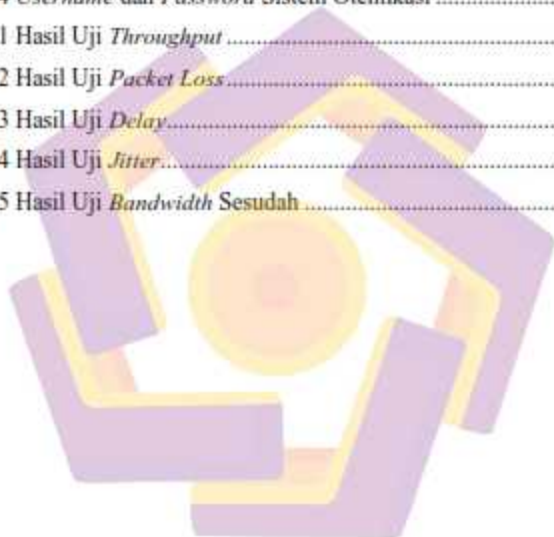 4 Username dan Password Sistem Otentikasi ........................
1 Hasil Uji Throughput ........................................................
2 Hasil Uji Packet Loss........................................................
3 Hasil Uji Delay.................................................................
4 Hasil Uji Jitter..................................................................
5 Hasil Uji Bandwidth Sesudah ..........................................